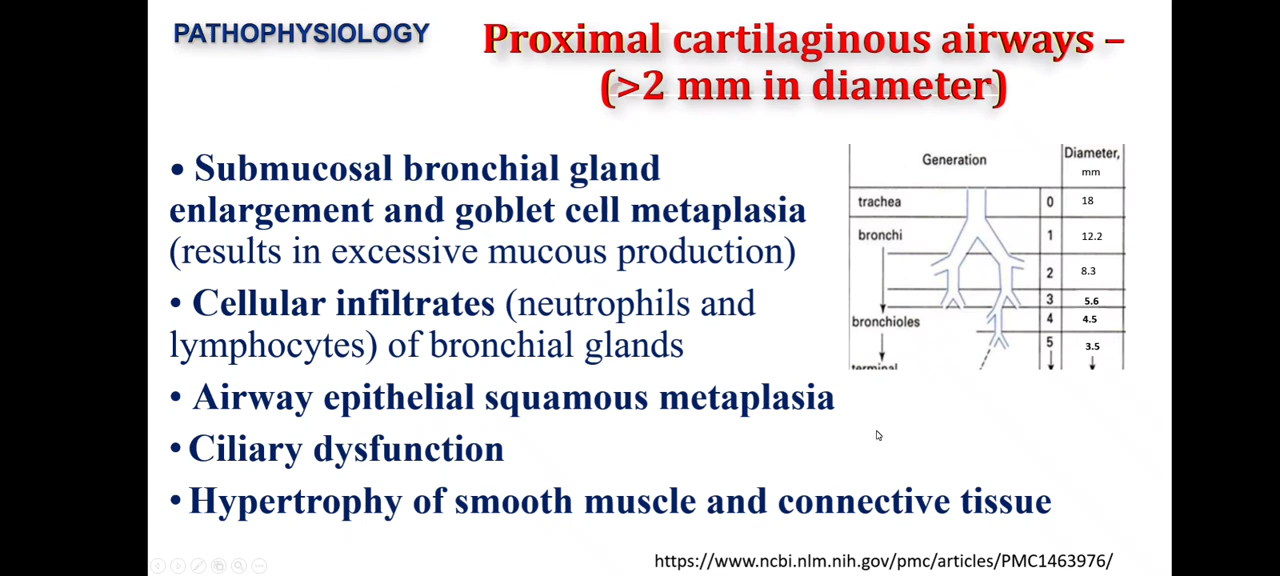 PATHOPHYSIOLOGY
Proximal cartilaginous airways –
(>2 mm in diameter)
• Submucosal bronchial gland
enlargement and goblet cell metaplasia
(results in excessive mucous production)
• Cellular infiltrates (neutrophils and
lymphocytes) of bronchial glands
• Airway epithelial squamous metaplasia
• Ciliary dysfunction
• Hypertrophy of smooth muscle and connective tissue
Generation
Diameter,
mm
trachea 0 18
bronchi 1 12.2
2 8.3
3 5.6
bronchioles 4 4.5
5 3.5
terminal
https://www.ncbi.nlm.nih.gov/pmc/articles/PMC1463976/